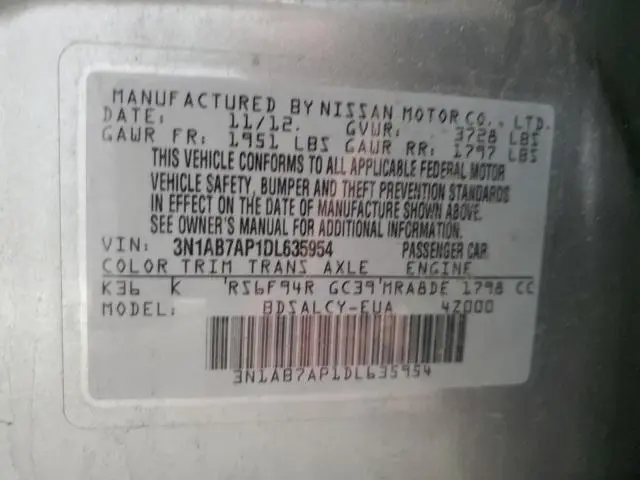 MANUFACTURED BY NISSAN MOTOR CO., LTD.
DATE: 11/12. GVWR: 3728 LBS
GAWR FR: 1951 LBS GAWR RR: 1797 LBS
THIS VEHICLE CONFORMS TO ALL APPLICABLE FEDERAL MOTOR
VEHICLE SAFETY, BUMPER AND THEFT PREVENTION STANDARDS
IN EFFECT ON THE DATE OF MANUFACTURE SHOWN ABOVE.
SEE OWNER'S MANUAL FOR ADDITIONAL INFORMATION.
VIN: 3N1AB7AP1DL635954 PASSENGER CAR
COLOR TRIM TRANS AXLE ENGINE
K36 K 'RS6F94R GC39'MRA8DE 1798 CC
MODEL: BDSALCY-EUA 4Z000
3N1AB7AP1DL635954